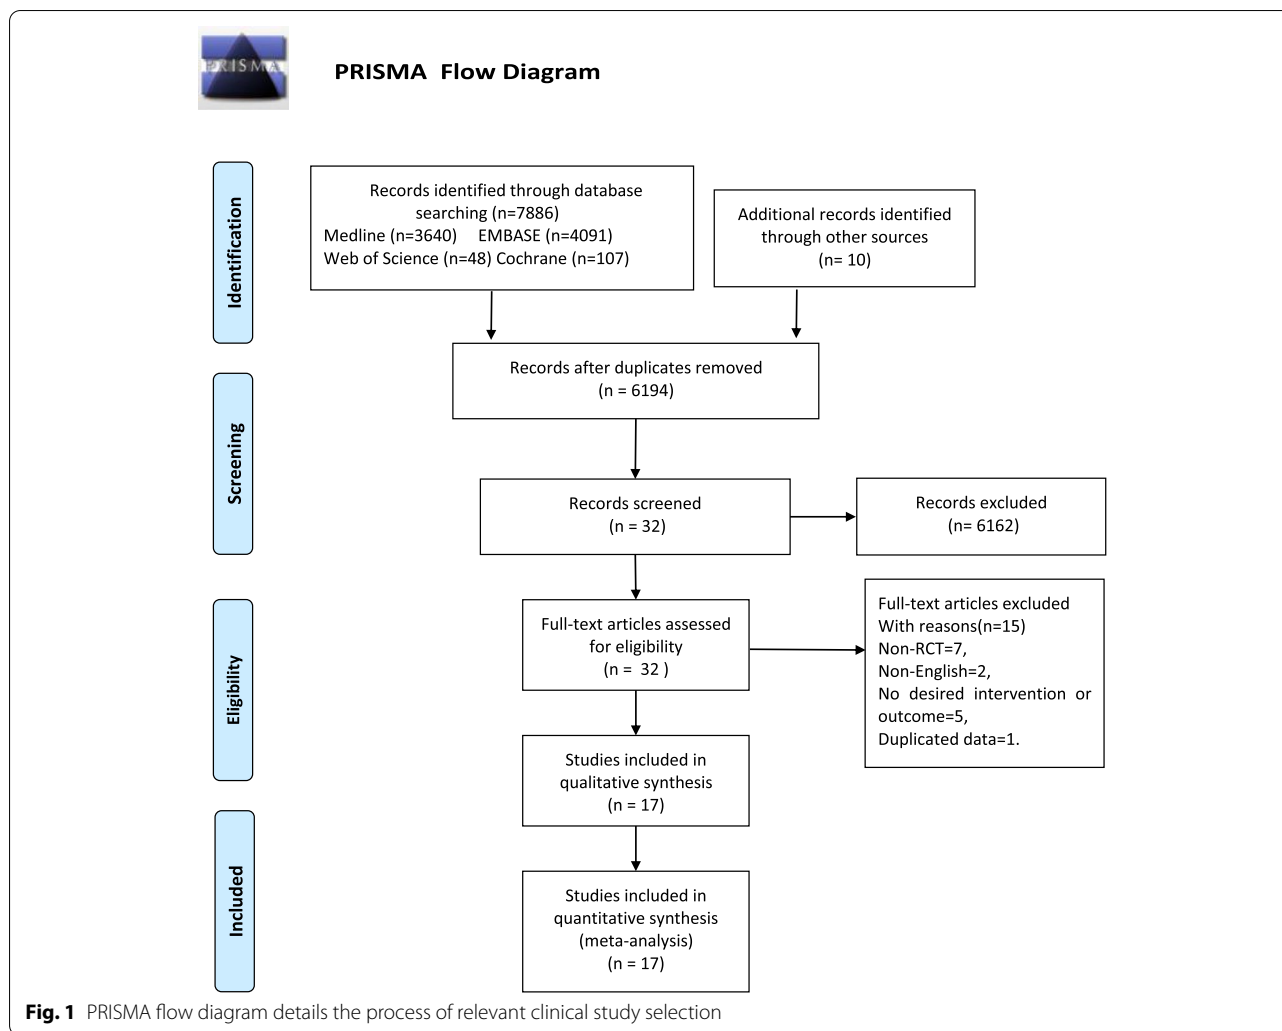 PRISMA
PRISMA Flow Diagram
Identification
Records identified through database
searching (n=7886)
Medline (n=3640) EMBASE (n=4091)
Web of Science (n=48) Cochrane (n=107)
Additional records identified
through other sources
(n= 10)
Records after duplicates removed
(n = 6194)
Screening
Records screened
(n = 32)
Records excluded
(n= 6162)
Eligibility
Full-text articles assessed
for eligibility
(n = 32 )
Full-text articles excluded
With reasons(n=15)
Non-RCT=7,
Non-English=2,
No desired intervention or
outcome=5,
Duplicated data=1.
Studies included in
qualitative synthesis
(n = 17)
Included
Studies included in
quantitative synthesis
(meta-analysis)
(n = 17)
Fig. 1 PRISMA flow diagram details the process of relevant clinical study selection